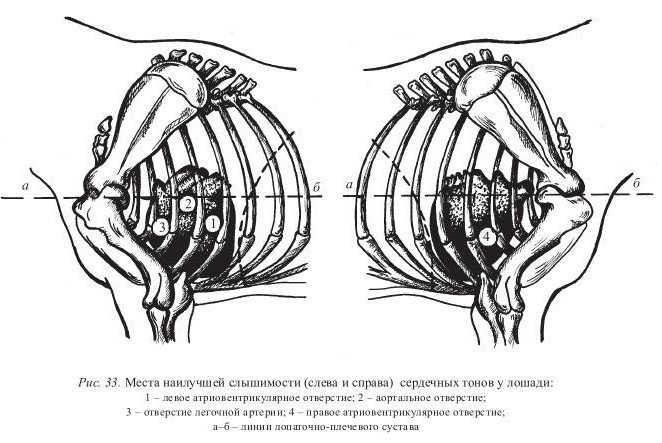 а
б
а
б
2
3
1
4
Рис. 33. Места наилучшей слышимости (слева и справа) сердечных тонов у лошади:
1 – левое атриовентрикулярное отверстие; 2 – аортальное отверстие;
3 – отверстие легочной артерии; 4 – правое атриовентрикулярное отверстие;
а–б – линии лопаточно-плечевого сустава